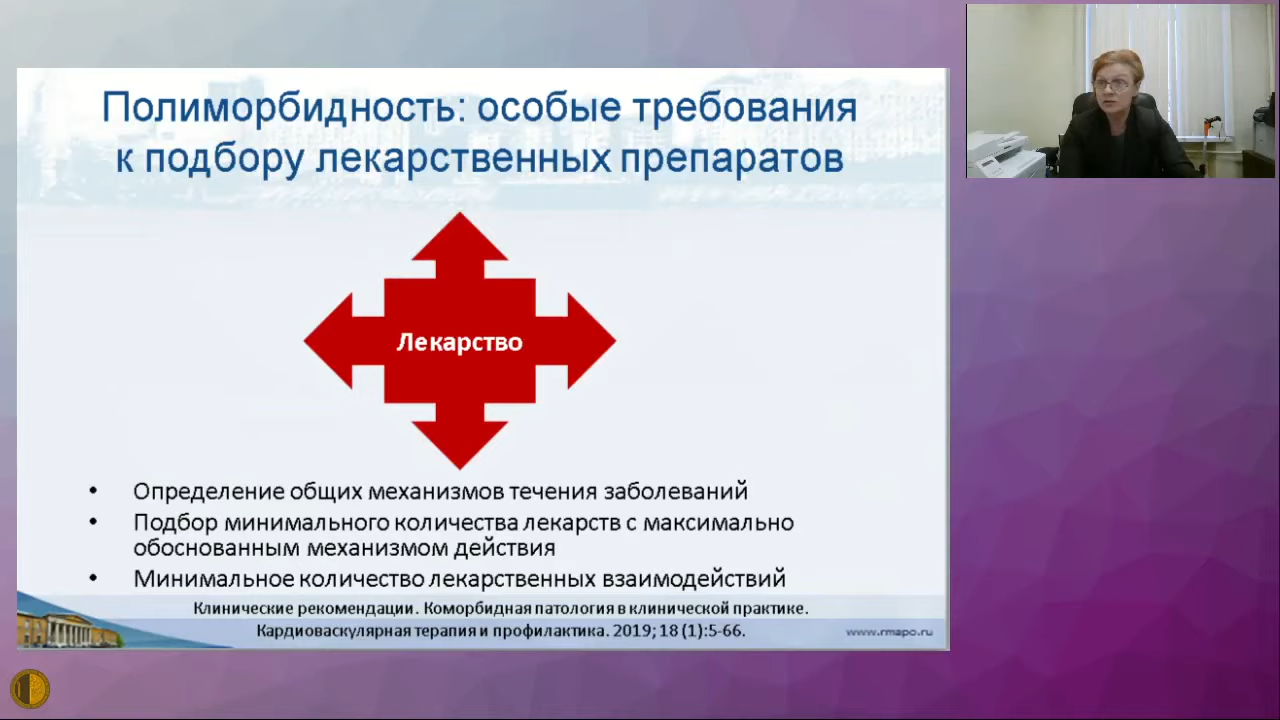 Полиморбидность: особые требования
к подбору лекарственных препаратов
Лекарство
• Определение общих механизмов течения заболеваний
• Подбор минимального количества лекарств с максимально
обоснованным механизмом действия
• Минимальное количество лекарственных взаимодействий
Клинические рекомендации. Коморбидная патология в клинической практике.
Кардиоваскулярная терапия и профилактика. 2019; 18 (1):5-66.
www.rmapo.ru